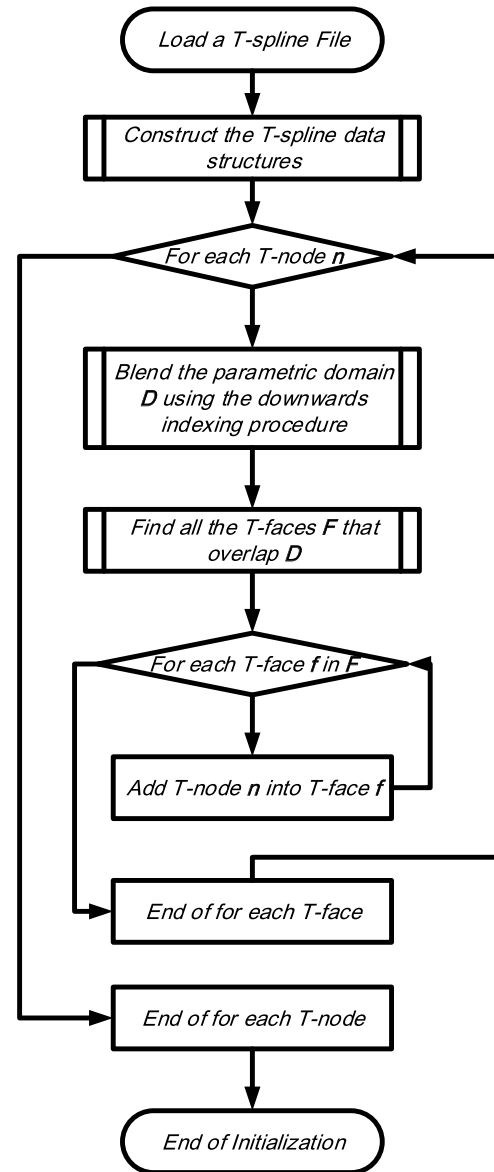 Load a T-spline File
Construct the T-spline data
structures
For each T-node n
Blend the parametric domain
D using the downwards
indexing procedure
Find all the T-faces F that
overlap D
For each T-face f in F
Add T-node n into T-face f
End of for each T-face
End of for each T-node
End of Initialization